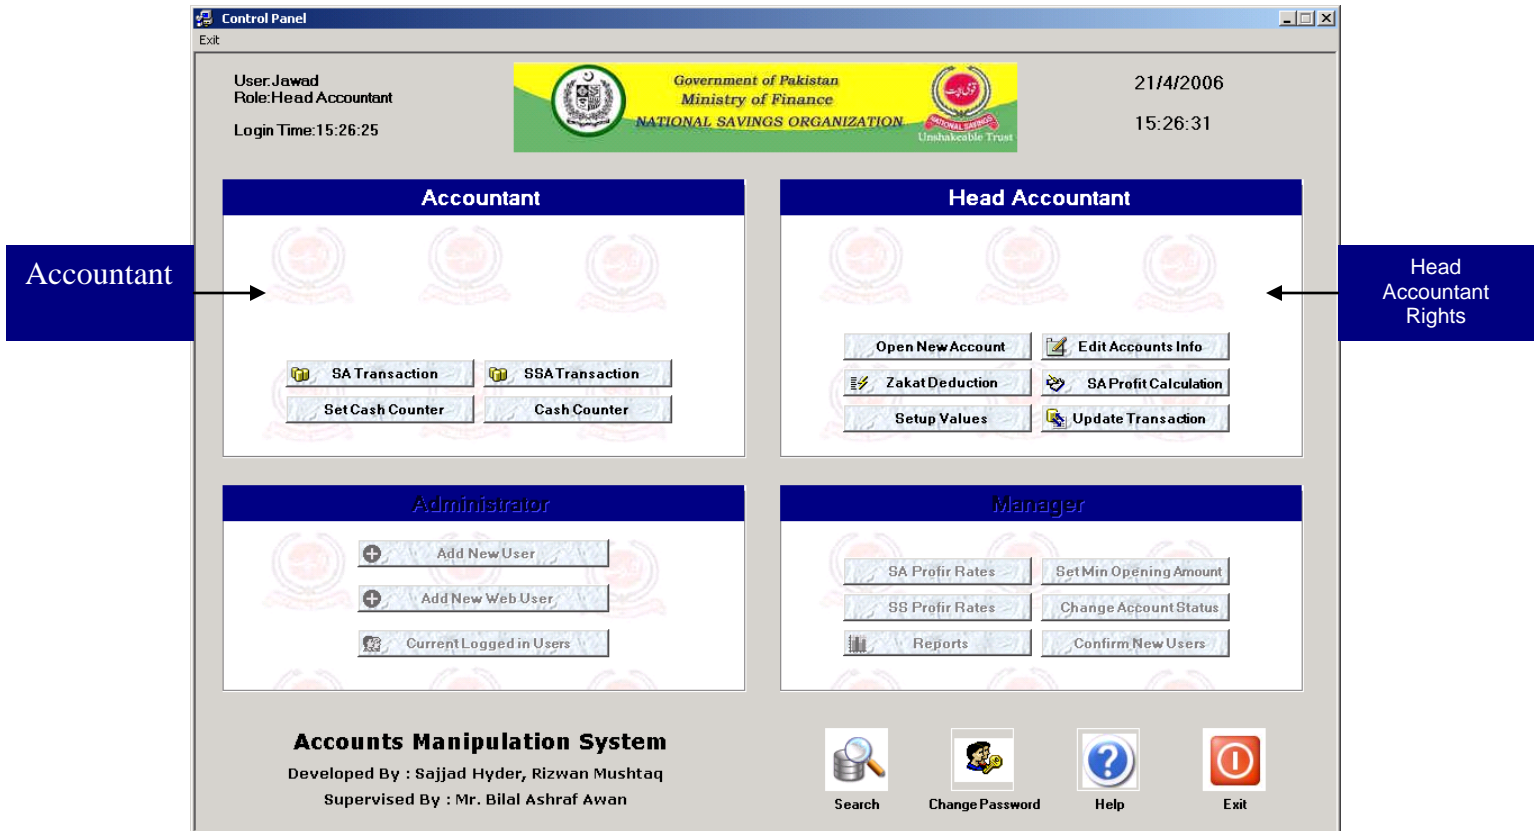 Control Panel
Exit
User:Jawad
Role:Head Accountant
Login Time:15:26:25
Government of Pakistan
Ministry of Finance
NATIONAL SAVINGS ORGANIZATION
قومی بچت
NATIONAL SAVINGS
Unshakeable Trust
21/4/2006
15:26:31
Accountant
Head Accountant
Accountant
Head
Accountant
Rights
SA Transaction
SSA Transaction
Set Cash Counter
Cash Counter
Open New Account
Edit Accounts Info
Zakat Deduction
SA Profit Calculation
Setup Values
Update Transaction
Administrator
Manager
Add New User
Add New Web User
Current Logged in Users
SA Profir Rates
Set Min Opening Amount
SS Profir Rates
Change Account Status
Reports
Confirm New Users
Accounts Manipulation System
Developed By : Sajjad Hyder, Rizwan Mushtaq
Supervised By : Mr. Bilal Ashraf Awan
Search
Change Password
Help
Exit